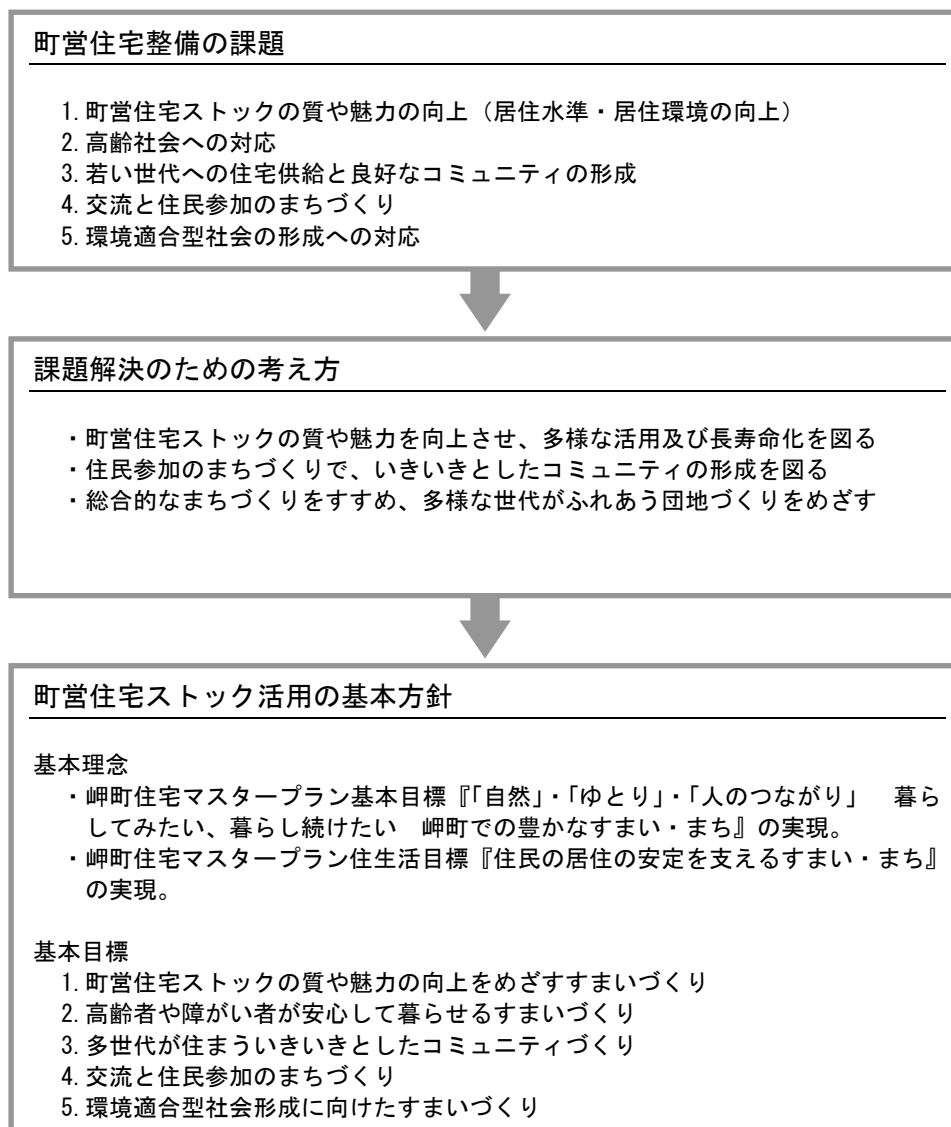 町営住宅整備の課題
1. 町営住宅ストックの質や魅力の向上（居住水準・居住環境の向上）
2. 高齢社会への対応
3. 若い世代への住宅供給と良好なコミュニティの形成
4. 交流と住民参加のまちづくり
5. 環境適合型社会の形成への対応
課題解決のための考え方
・町営住宅ストックの質や魅力を向上させ、多様な活用及び長寿命化を図る
・住民参加のまちづくりで、いきいきとしたコミュニティの形成を図る
・総合的なまちづくりをすすめ、多様な世代がふれあう団地づくりをめざす
町営住宅ストック活用の基本方針
基本理念
・岬町住宅マスタープラン基本目標『「自然」・「ゆとり」・「人のつながり」　暮ら
してみたい、暮らし続けたい　岬町での豊かなすまい・まち』の実現。
・岬町住宅マスタープラン住生活目標『住民の居住の安定を支えるすまい・まち』
の実現。
基本目標
1. 町営住宅ストックの質や魅力の向上をめざすすまいづくり
2. 高齢者や障がい者が安心して暮らせるすまいづくり
3. 多世代が住まういきいきとしたコミュニティづくり
4. 交流と住民参加のまちづくり
5. 環境適合型社会形成に向けたすまいづくり